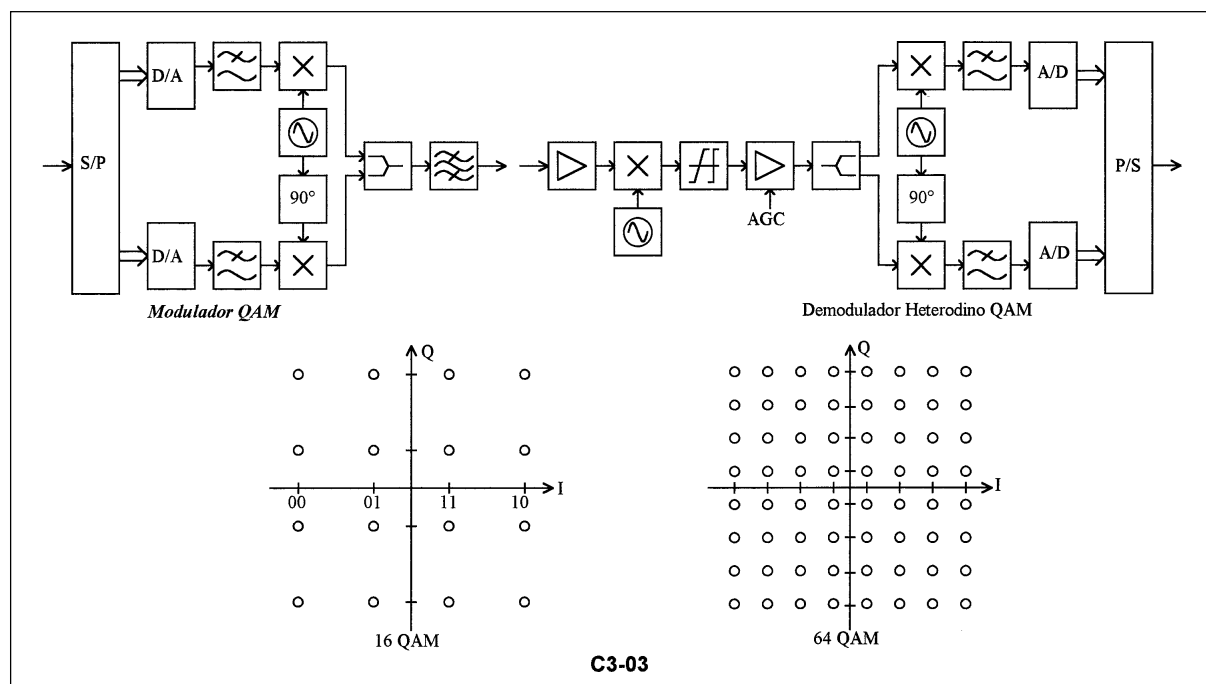 S/P
D/A
D/A
90°
Modulador QAM
AGC
90°
A/D
A/D
P/S
Demodulador Heterodino QAM
Q
I
00 01 11 10
16 QAM
Q
I
64 QAM
C3-03